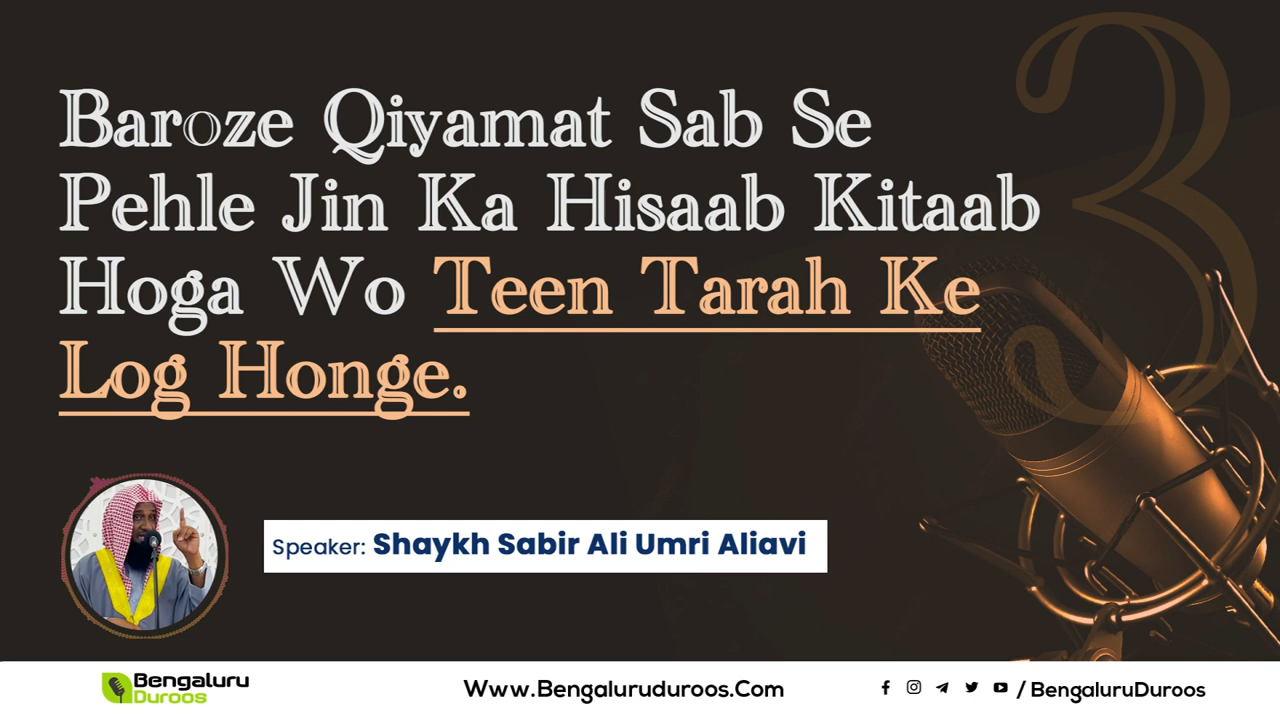 3
Baroze Qiyamat Sab Se
Pehle Jin Ka Hisaab Kitaab
Hoga Wo Teen Tarah Ke
Log Honge.
Speaker: Shaykh Sabir Ali Umri Aliavi
Bengaluru
Duroos
Www.Bengaluruduroos.Com
/ BengaluruDuroos